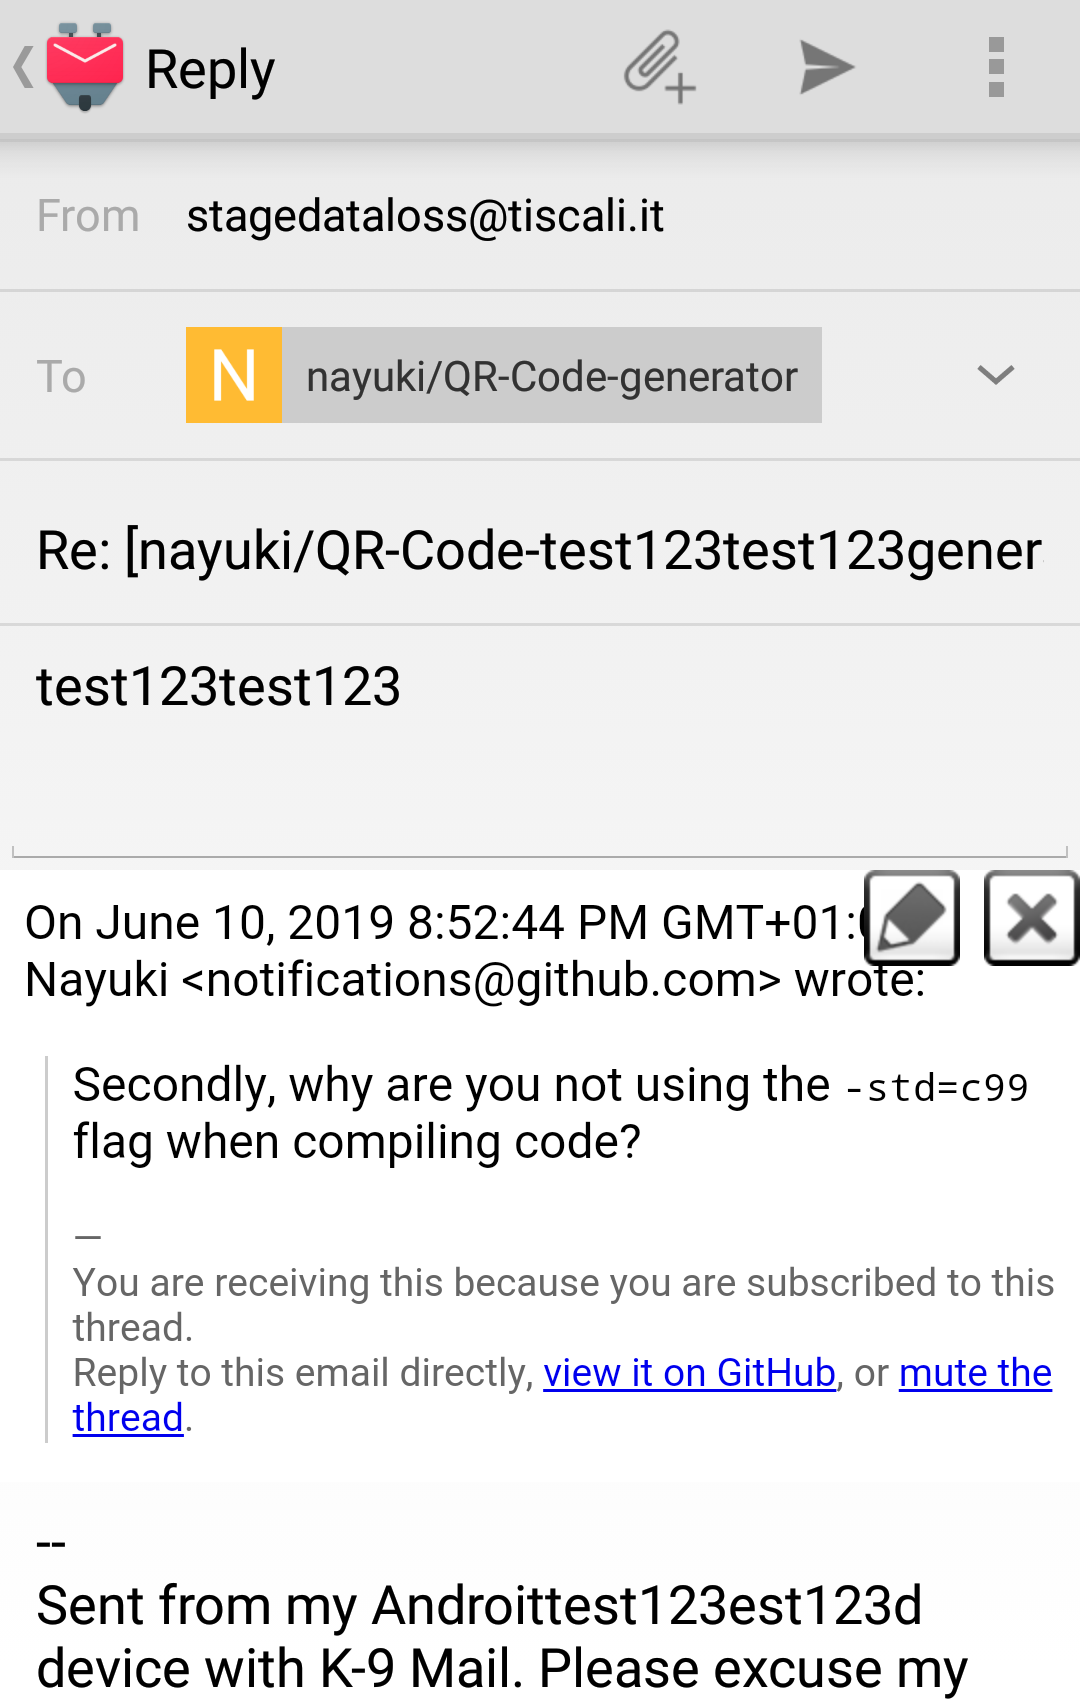 Reply
From stagedataloss@tiscali.it
To N nayuki/QR-Code-generator
Re: [nayuki/QR-Code-test123test123gener
test123test123
On June 10, 2019 8:52:44 PM GMT+01:
Nayuki <notifications@github.com> wrote:
Secondly, why are you not using the -std=c99
flag when compiling code?
—
You are receiving this because you are subscribed to this
thread.
Reply to this email directly, view it on GitHub, or mute the
thread.
--
Sent from my Androittest123est123d
device with K-9 Mail. Please excuse my